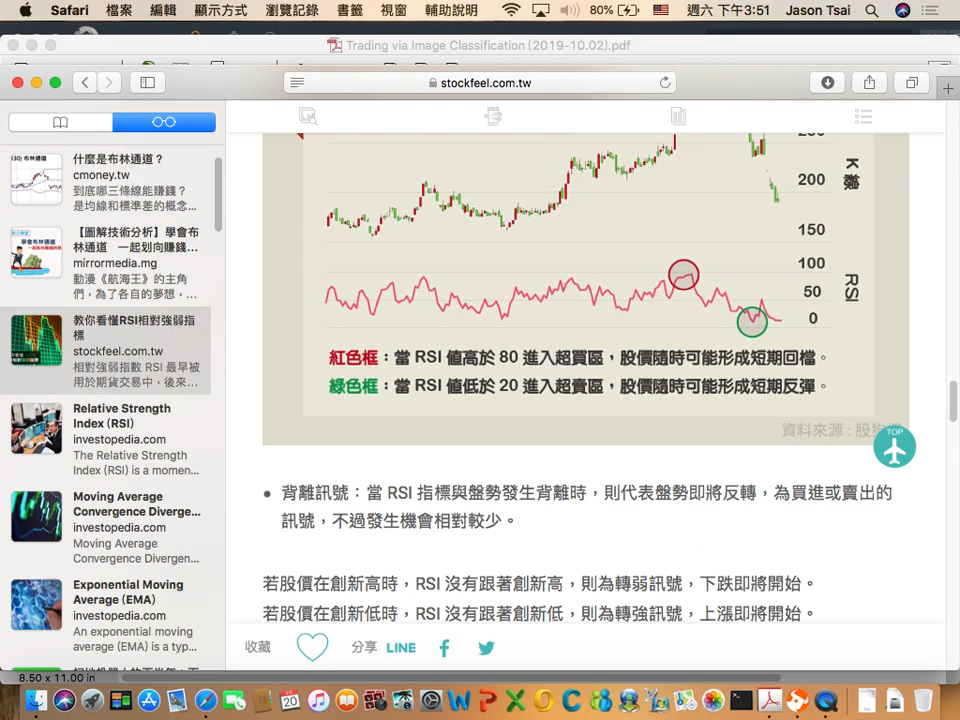 Safari 檔案 編輯 顯示方式 瀏覽記錄 書籤 視窗 輔助說明 80% 週六 下午3:51 Jason Tsai
Trading via Image Classification (2019-10.02).pdf
stockfeel.com.tw
什麼是布林通道？
cmoney.tw
到底哪三條線能賺錢？
是均線和標準差的概念...
【圖解技術分析】學會布
林通道 一起划向賺錢...
mirrormedia.mg
動漫《航海王》的主角
們，為了各自的夢想，...
教你看懂RSI相對強弱指
標
stockfeel.com.tw
相對強弱指數 RSI 最早被
用於期貨交易中，後來...
Relative Strength
Index (RSI)
investopedia.com
The Relative Strength
Index (RSI) is a momen...
Moving Average
Convergence Diverge...
investopedia.com
Moving Average
Convergence Divergen...
Exponential Moving
Average (EMA)
investopedia.com
An exponential moving
average (EMA) is a typ...
8.50 x 11.00 in
200
150
K線
100
50
0
RSI
紅色框：當 RSI 值高於 80 進入超買區，股價隨時可能形成短期回檔。
綠色框：當 RSI 值低於 20 進入超賣區，股價隨時可能形成短期反彈。
資料來源：股狗
TOP
• 背離訊號：當 RSI 指標與盤勢發生背離時，則代表盤勢即將反轉，為買進或賣出的
訊號，不過發生機會相對較少。
若股價在創新高時，RSI 沒有跟著創新高，則為轉弱訊號，下跌即將開始。
若股價在創新低時，RSI 沒有跟著創新低，則為轉強訊號，上漲即將開始。
收藏 分享 LINE